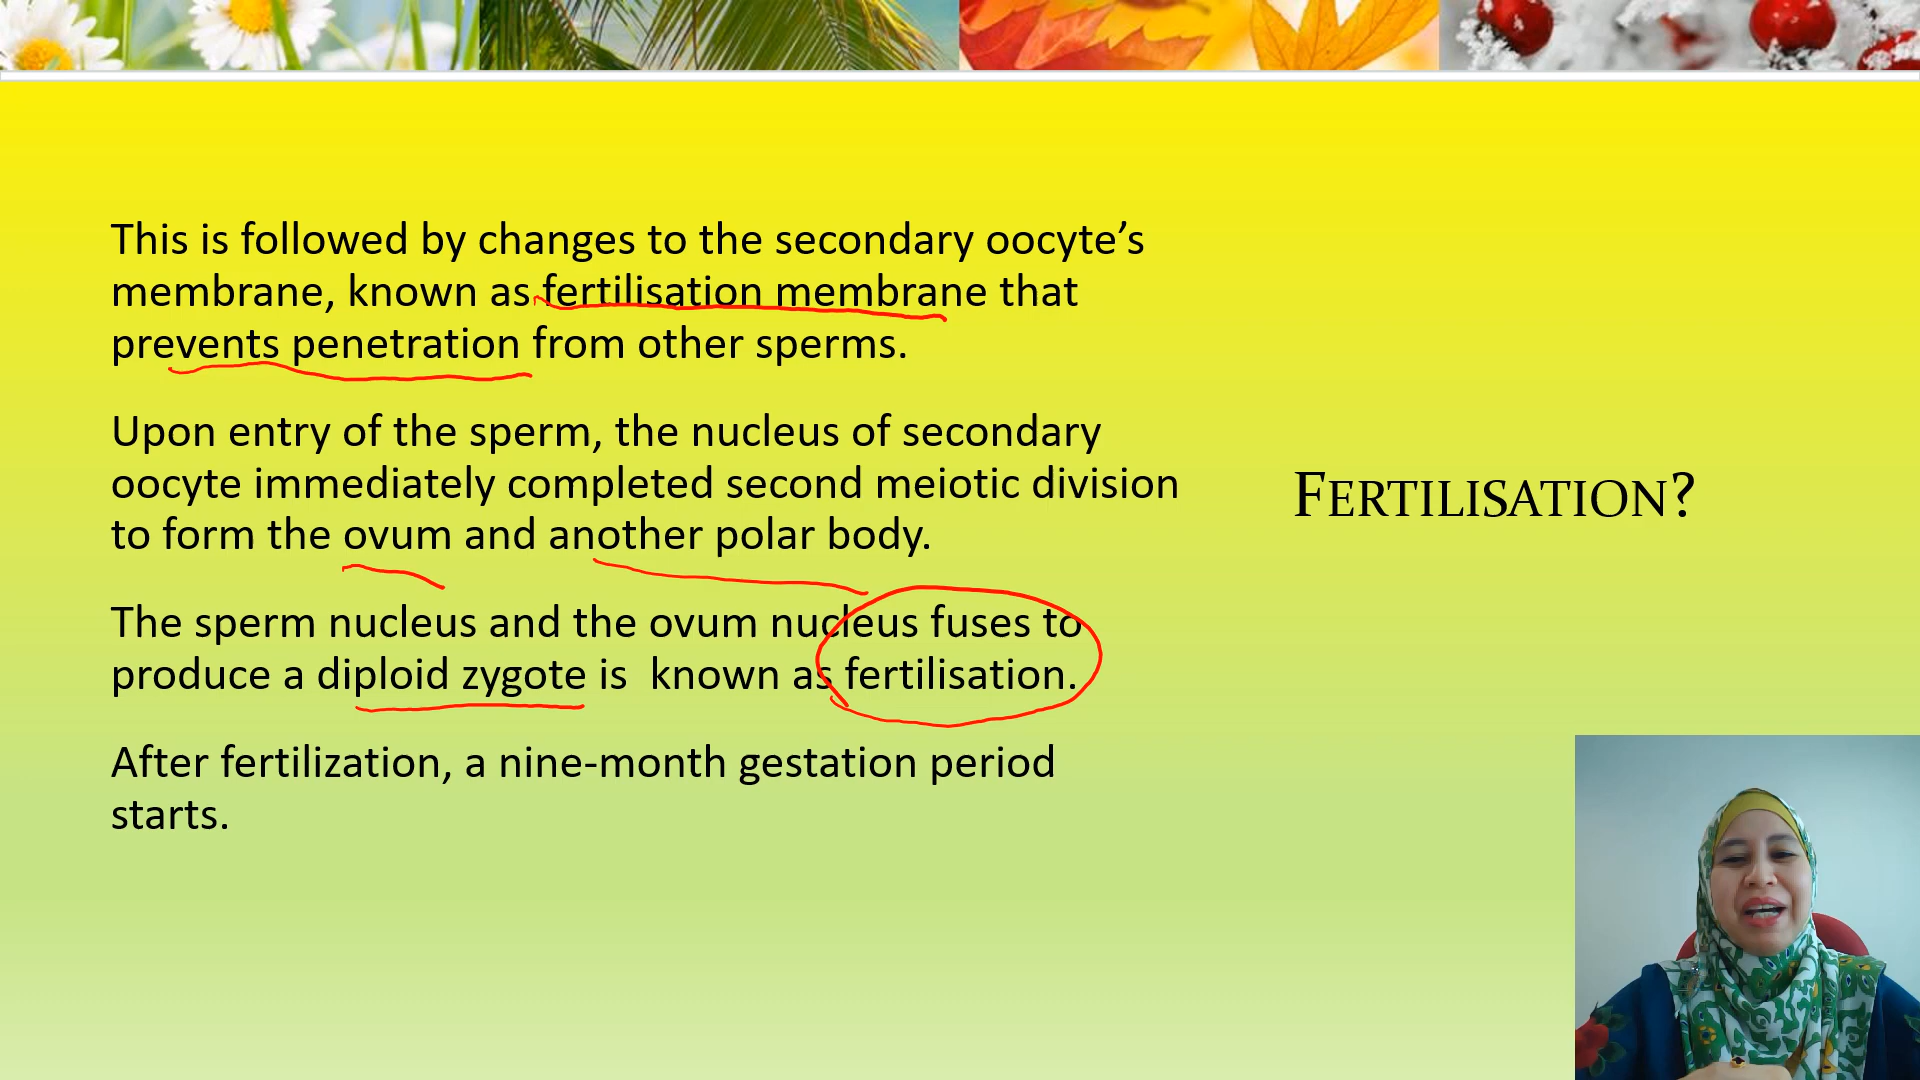 This is followed by changes to the secondary oocyte’s
membrane, known as fertilisation membrane that
prevents penetration from other sperms.
Upon entry of the sperm, the nucleus of secondary
oocyte immediately completed second meiotic division
to form the ovum and another polar body.
The sperm nucleus and the ovum nucleus fuses to
produce a diploid zygote is  known as fertilisation.
After fertilization, a nine-month gestation period
starts.
FERTILISATION?